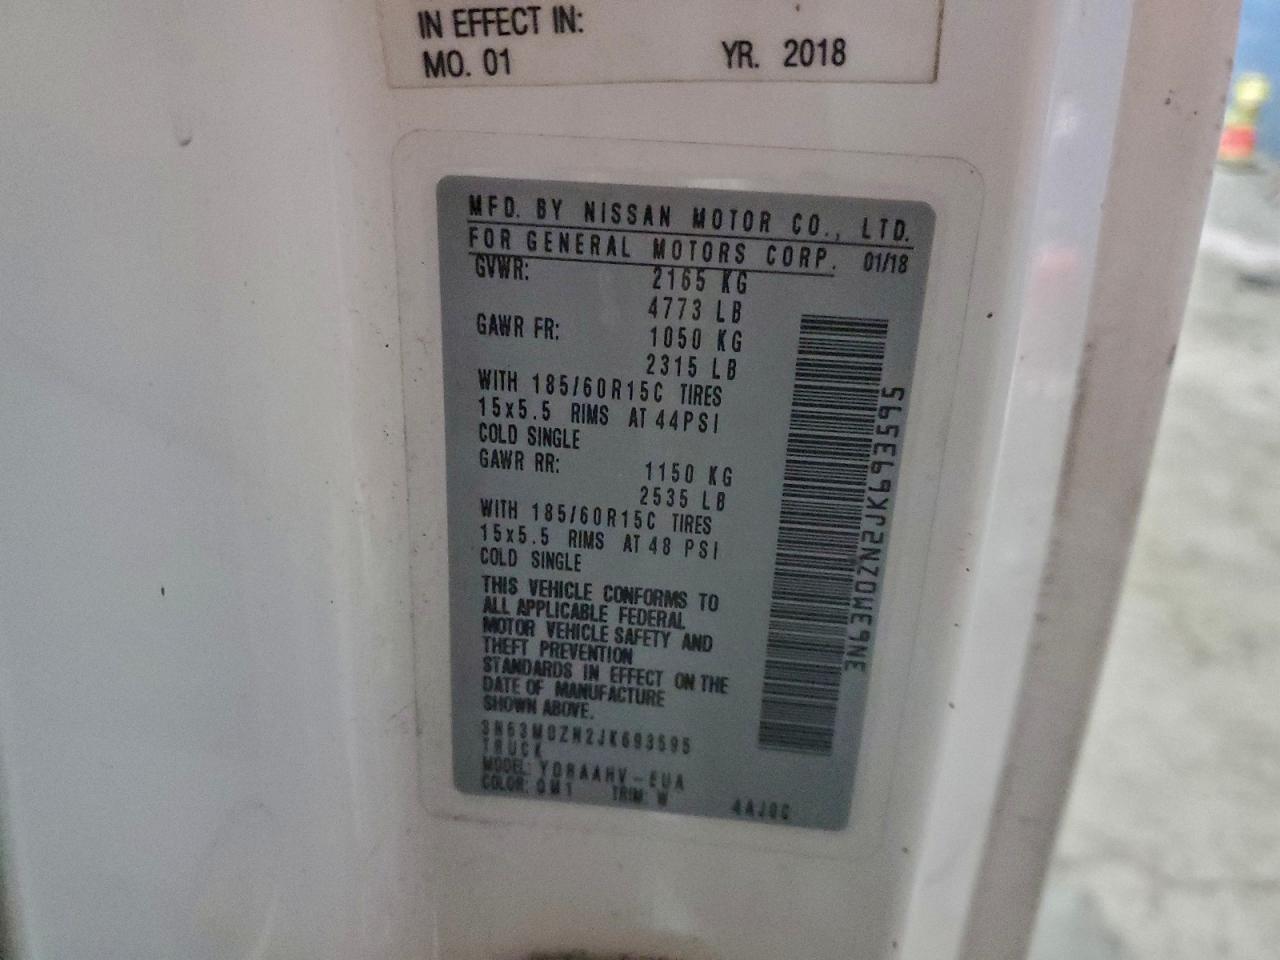 IN EFFECT IN:
MO. 01 YR. 2018
MFD. BY NISSAN MOTOR CO., LTD.
FOR GENERAL MOTORS CORP. 01/18
GVWR: 2165 KG
4773 LB
GAWR FR: 1050 KG
2315 LB
WITH 185/60R15C TIRES
15x5.5 RIMS AT 44PSI
COLD SINGLE
GAWR RR: 1150 KG
2535 LB
WITH 185/60R15C TIRES
15x5.5 RIMS AT 48 PSI
COLD SINGLE
THIS VEHICLE CONFORMS TO
ALL APPLICABLE FEDERAL
MOTOR VEHICLE SAFETY AND
THEFT PREVENTION
STANDARDS IN EFFECT ON THE
DATE OF MANUFACTURE
SHOWN ABOVE.
3N63M0ZN2JK693595
TRUCK
MODEL:
COLOR: TRIM: W
3N63M0ZN2JK693595